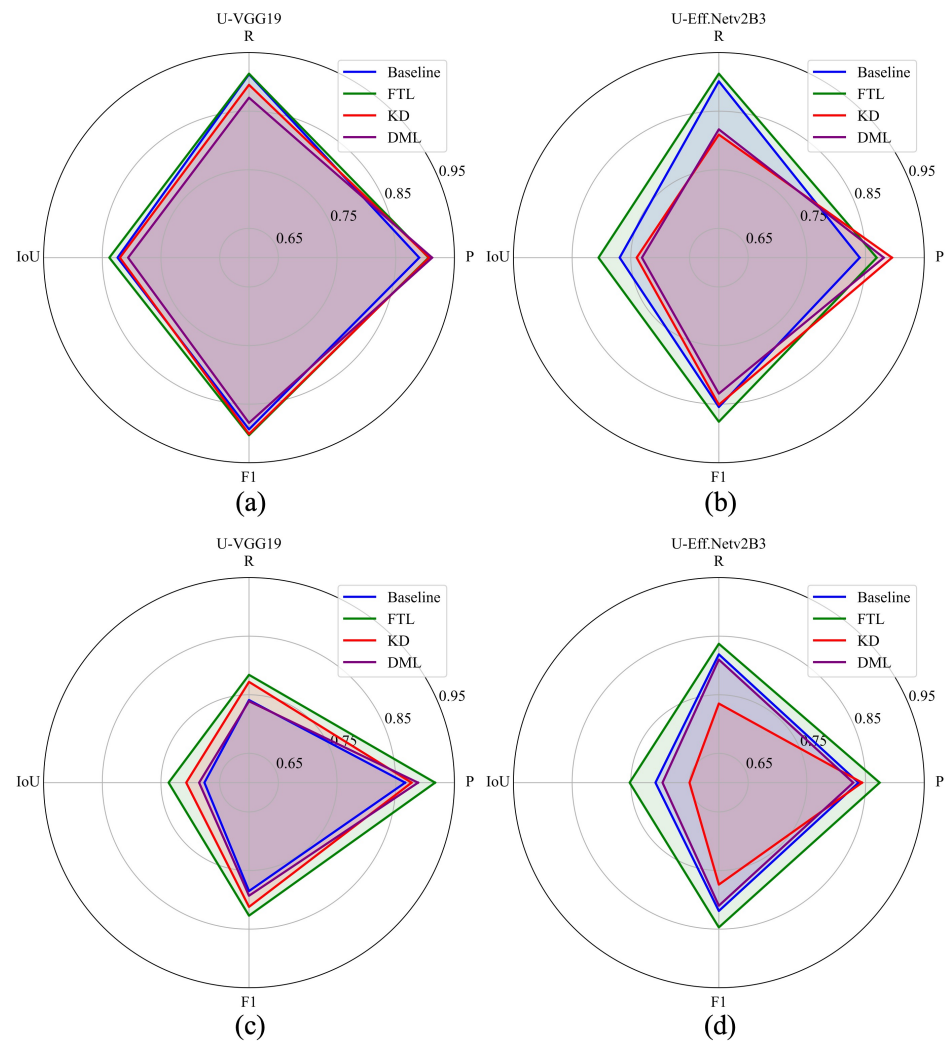 U-VGG19
R
Baseline
FTL
KD
DML
0.95
0.85
0.75
0.65
IoU
P
F1
(a)
U-Eff.Netv2B3
R
Baseline
FTL
KD
DML
0.95
0.85
0.75
0.65
IoU
P
F1
(b)
U-VGG19
R
Baseline
FTL
KD
DML
0.95
0.85
0.75
0.65
IoU
P
F1
(c)
U-Eff.Netv2B3
R
Baseline
FTL
KD
DML
0.95
0.85
0.75
0.65
IoU
P
F1
(d)